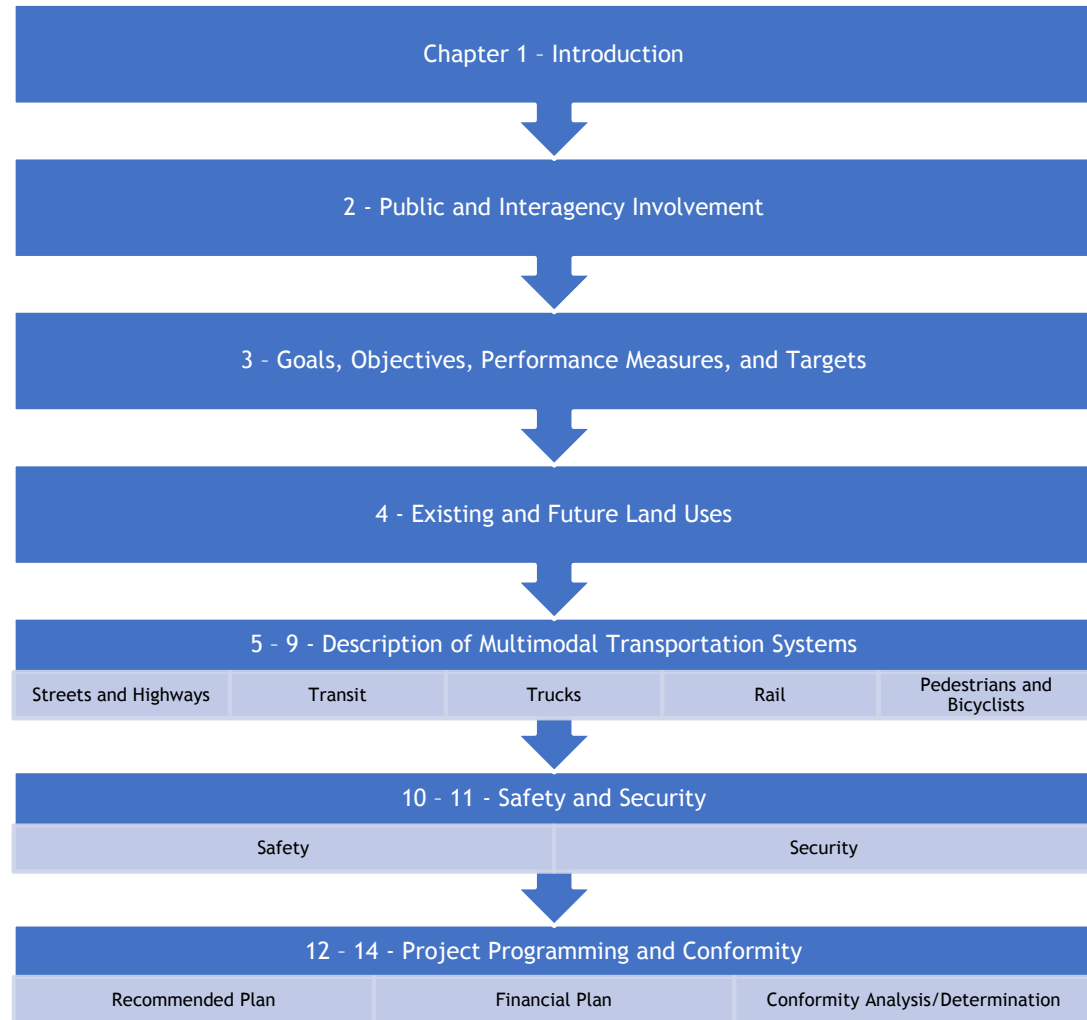 Chapter 1 – Introduction
2 - Public and Interagency Involvement
3 – Goals, Objectives, Performance Measures, and Targets
4 - Existing and Future Land Uses
5 – 9 - Description of Multimodal Transportation Systems
Streets and Highways
Transit
Trucks
Rail
Pedestrians and
Bicyclists
10 – 11 - Safety and Security
Safety
Security
12 – 14 - Project Programming and Conformity
Recommended Plan
Financial Plan
Conformity Analysis/Determination